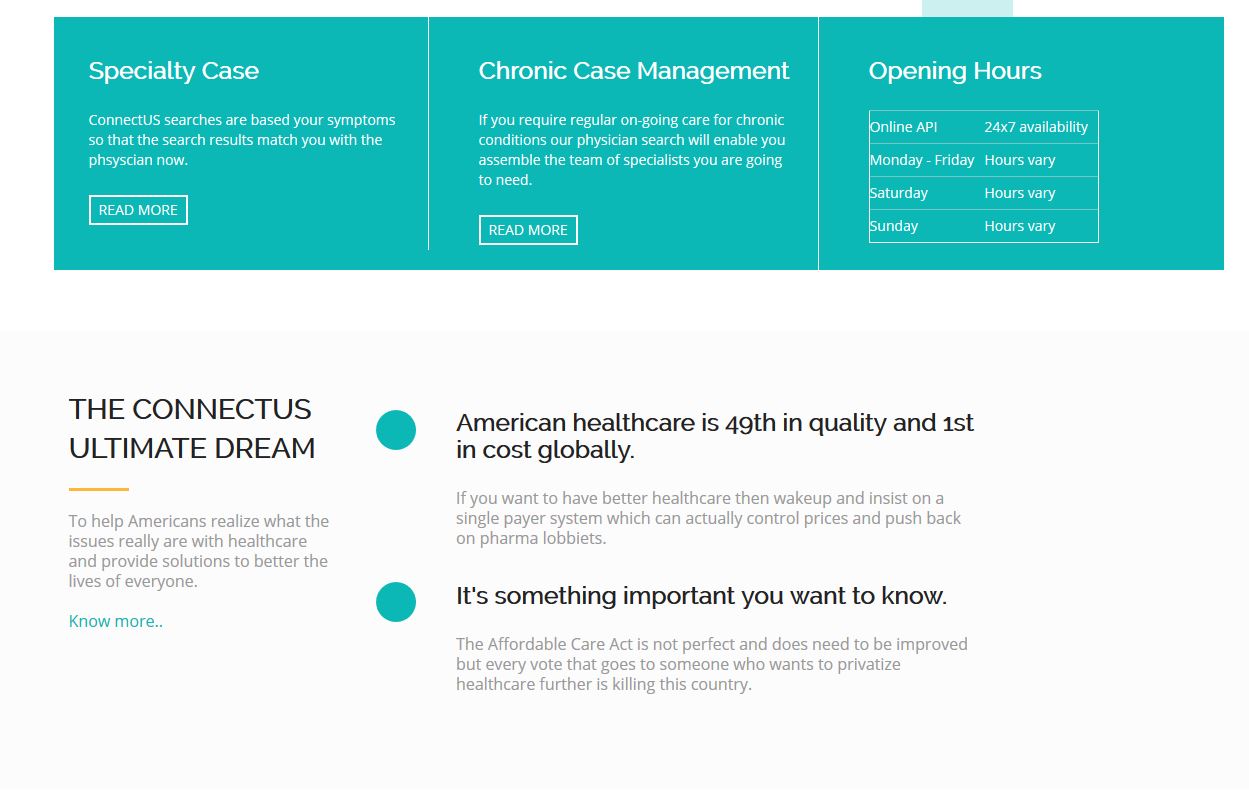 Specialty Case
ConnectUS searches are based your symptoms
so that the search results match you with the
phsyscian now.
READ MORE
Chronic Case Management
If you require regular on-going care for chronic
conditions our physician search will enable you
assemble the team of specialists you are going
to need.
READ MORE
Opening Hours
Online API 24x7 availability
Monday - Friday Hours vary
Saturday Hours vary
Sunday Hours vary
THE CONNECTUS
ULTIMATE DREAM
To help Americans realize what the
issues really are with healthcare
and provide solutions to better the
lives of everyone.
Know more..
American healthcare is 49th in quality and 1st
in cost globally.
If you want to have better healthcare then wakeup and insist on a
single payer system which can actually control prices and push back
on pharma lobbiets.
It's something important you want to know.
The Affordable Care Act is not perfect and does need to be improved
but every vote that goes to someone who wants to privatize
healthcare further is killing this country.